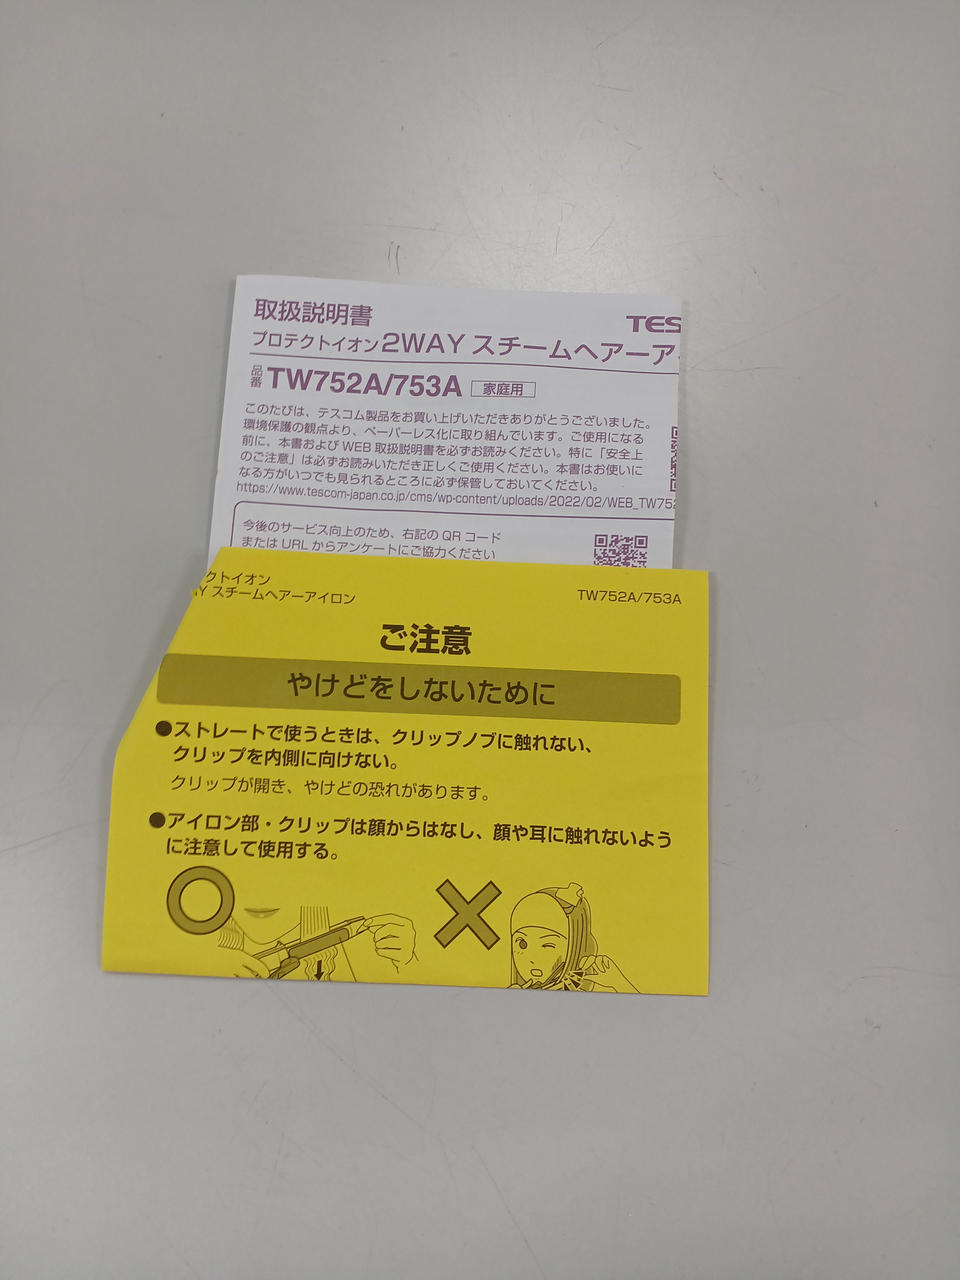 取扱説明書
TES
プロテクトイオン2WAY スチームヘアーア
品番 TW752A/753A 家庭用
このたびは、テスコム製品をお買い上げいただきありがとうございました。
環境保護の観点より、ペーパーレス化に取り組んでいます。ご使用になる
前に、本書およびWEB取扱説明書を必ずお読みください。特に「安全上
のご注意」は必ずお読みいただき正しくご使用ください。本書はお使いに
なる方がいつでも見られるところに必ず保管しておいてください。
https://www.tescom-japan.co.jp/cms/wp-content/uploads/2022/02/WEB_TW752
今後のサービス向上のため、右記のQRコード
またはURLからアンケートにご協力ください
クトイオン
Y スチームヘアーアイロン
TW752A/753A
ご注意
やけどをしないために
●ストレートで使うときは、クリップノブに触れない、
クリップを内側に向けない。
クリップが開き、やけどの恐れがあります。
●アイロン部・クリップは顔からはなし、顔や耳に触れないよう
に注意して使用する。